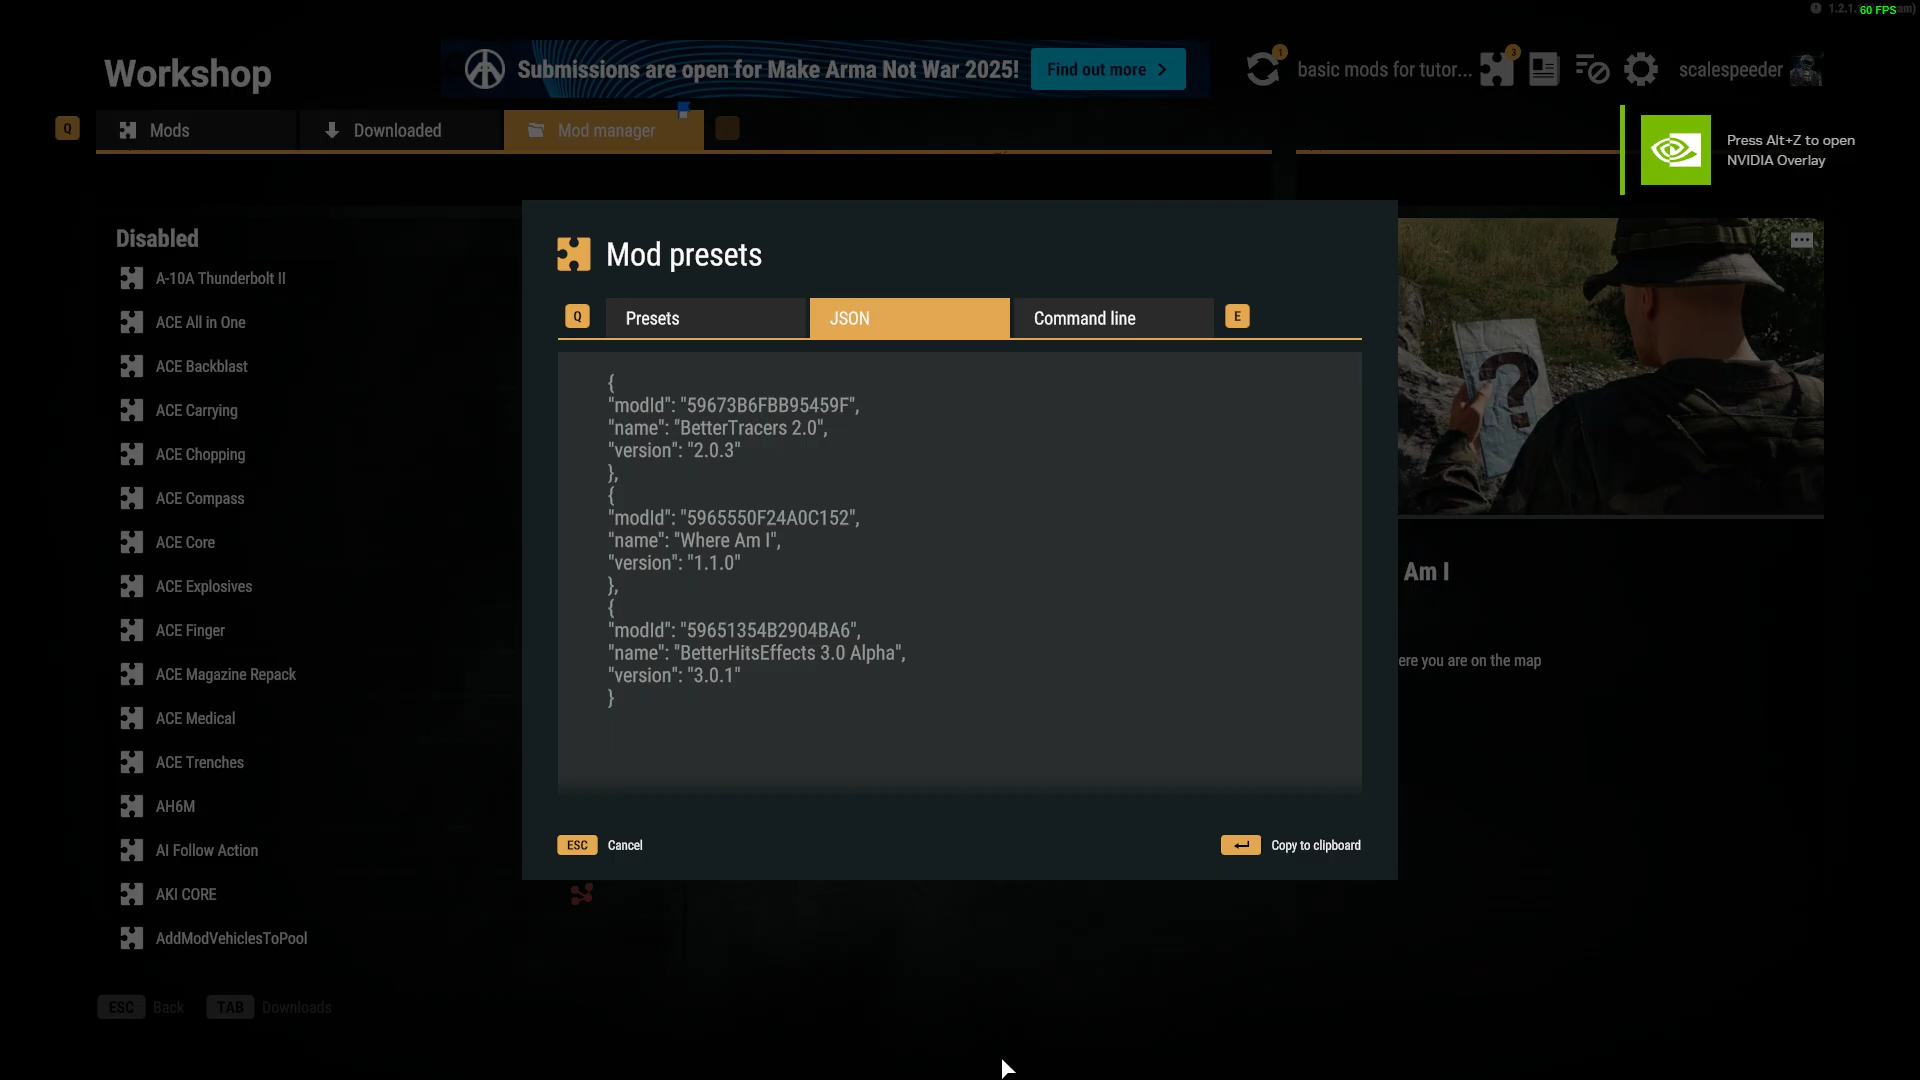 60 FPS
Workshop
Submissions are open for Make Arma Not War 2025!
Find out more
1
basic mods for tutor...
3
scalespeeder
Q
Mods
Downloaded
Mod manager
Press Alt+Z to open
NVIDIA Overlay
Disabled
A-10A Thunderbolt II
ACE All in One
ACE Backblast
ACE Carrying
ACE Chopping
ACE Compass
ACE Core
ACE Explosives
ACE Finger
ACE Magazine Repack
ACE Medical
ACE Trenches
AH6M
AI Follow Action
AKI CORE
AddModVehiclesToPool
Mod presets
Q
Presets
JSON
Command line
E
{
"modId": "59673B6FBB95459F",
"name": "BetterTracers 2.0",
"version": "2.0.3"
},
{
"modId": "5965550F24A0C152",
"name": "Where Am I",
"version": "1.1.0"
},
{
"modId": "59651354B2904BA6",
"name": "BetterHitsEffects 3.0 Alpha",
"version": "3.0.1"
}
ESC Cancel
Copy to clipboard
?
Am I
ere you are on the map
ESC Back
TAB Downloads